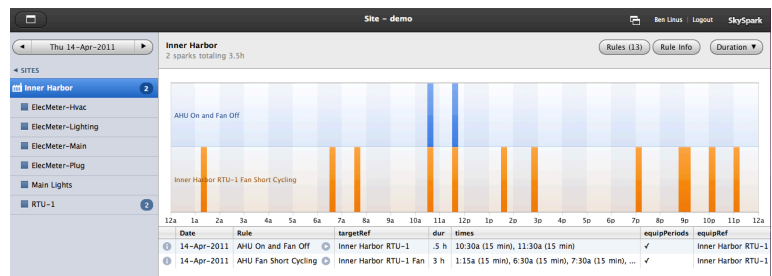 Site – demo
Ben Linus | Logout
SkySpark
Thu 14-Apr-2011
SITES
Inner Harbor 2
ElecMeter-Hvac
ElecMeter-Lighting
ElecMeter-Main
ElecMeter-Plug
Main Lights
RTU-1 2
Inner Harbor
2 sparks totaling 3.5h
Rules (13) Rule Info Duration ▼
AHU On and Fan Off
Inner Harbor RTU-1 Fan Short Cycling
12a 1a 2a 3a 4a 5a 6a 7a 8a 9a 10a 11a 12p 1p 2p 3p 4p 5p 6p 7p 8p 9p 10p 11p 12a
Date Rule targetRef dur times equipPeriods equipRef
14-Apr-2011 AHU On and Fan Off Inner Harbor RTU-1 .5 h 10:30a (15 min), 11:30a (15 min) ✓ Inner Harbor RTU-1
14-Apr-2011 AHU Fan Short Cycling Inner Harbor RTU-1 Fan 3 h 1:15a (15 min), 6:30a (15 min), 7:30a (15 min), ... ✓ Inner Harbor RTU-1